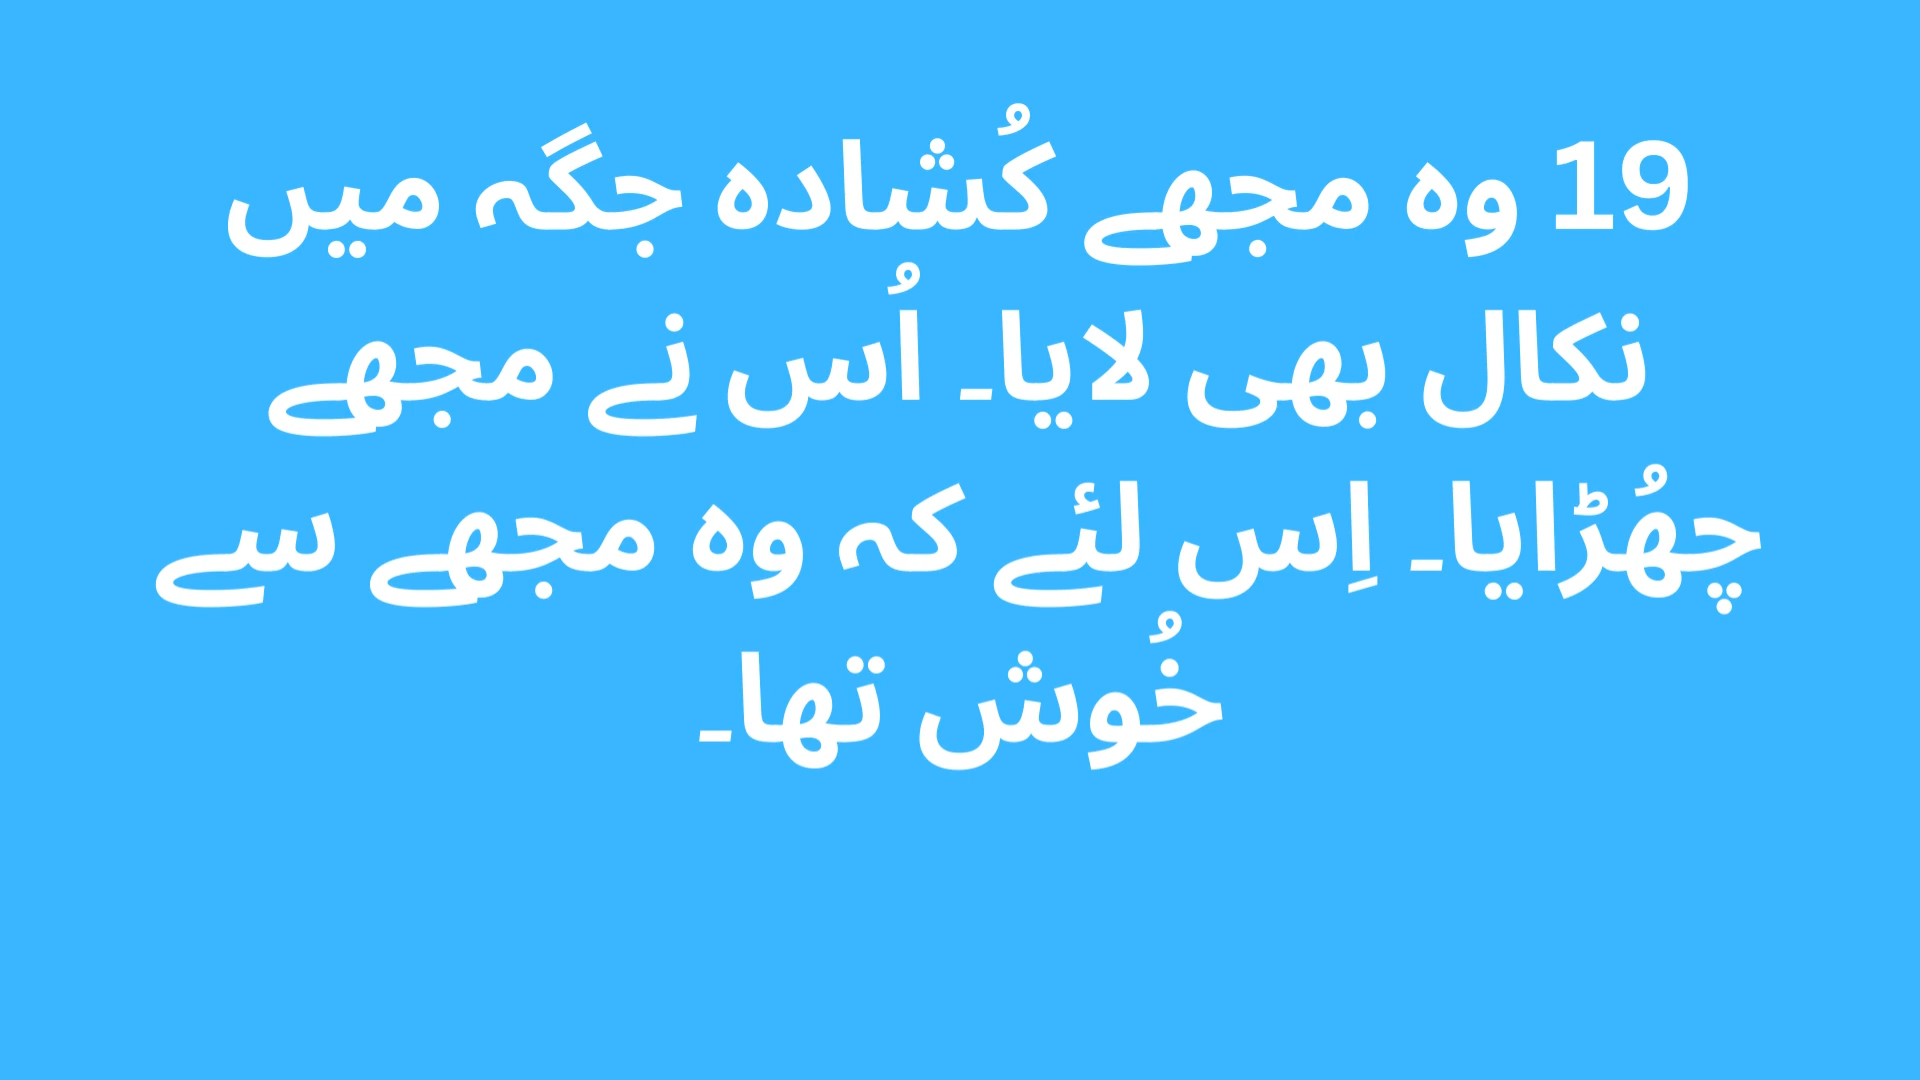 19 وہ مجھے کُشادہ جگہ میں
نکال بھی لایا۔ اُس نے مجھے
چھُڑایا۔ اِس لئے کہ وہ مجھے سے
خُوش تھا۔